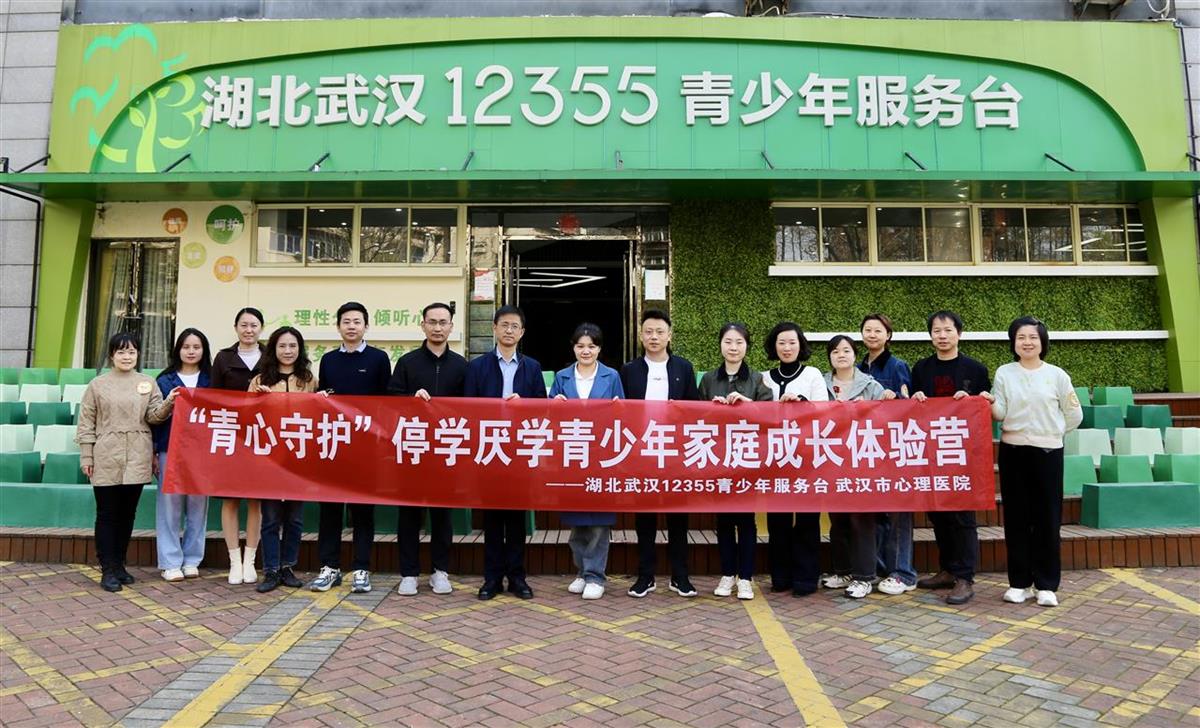 湖北武汉12355青少年服务台
呵护
倾听心
“青心守护”停学厌学青少年家庭成长体验营
——湖北武汉12355青少年服务台 武汉市心理医院